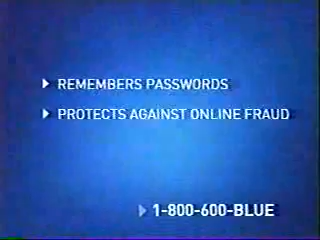 REMEMBERS PASSWORDS
PROTECTS AGAINST ONLINE FRAUD
1-800-600-BLUE